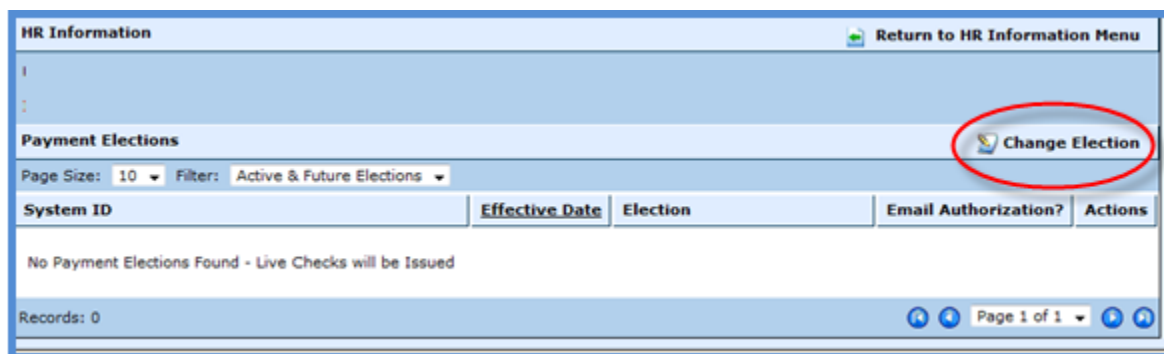 HR Information Return to HR Information Menu
Payment Elections Change Election
Page Size: 10 Filter: Active & Future Elections
System ID Effective Date Election Email Authorization? Actions
No Payment Elections Found - Live Checks will be Issued
Records: 0 Page 1 of 1